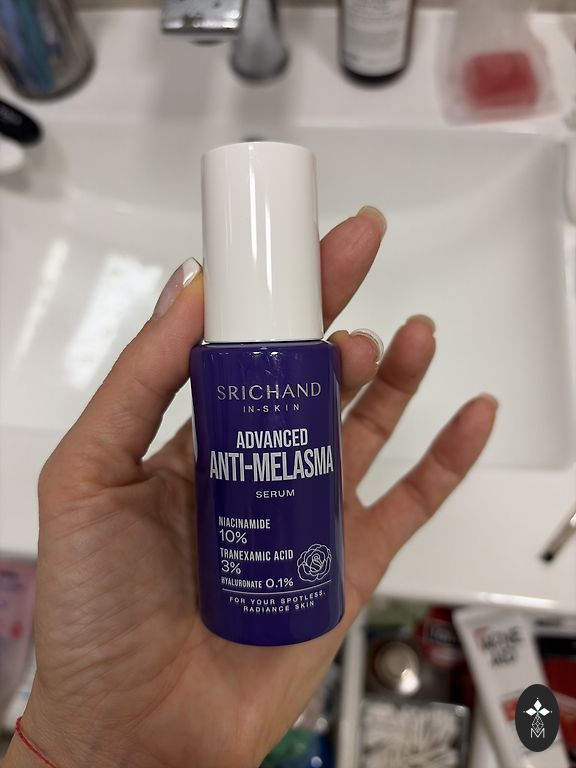 SRICHAND
IN-SKIN
ADVANCED
ANTI-MELASMA
SERUM
NIACINAMIDE
10%
TRANEXAMIC ACID
3%
HYALURONATE 0.1%
FOR YOUR SPOTLESS,
RADIANCE SKIN